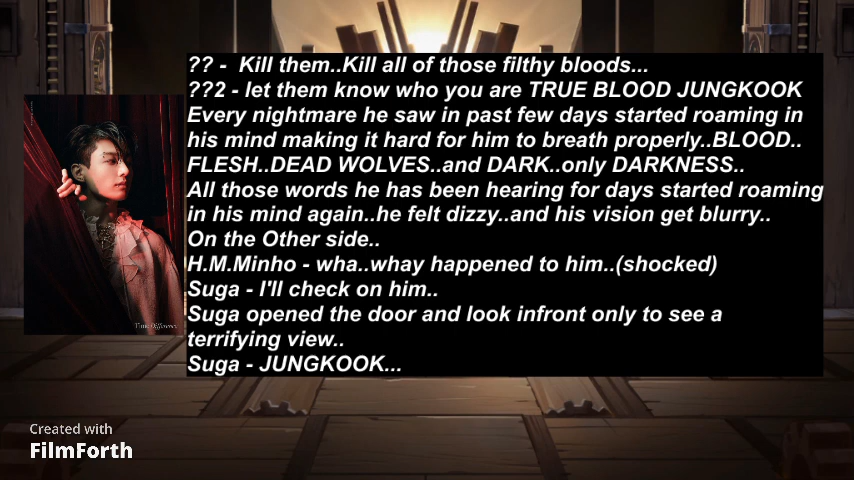 ?? -  Kill them..Kill all of those filthy bloods...
??2 - let them know who you are TRUE BLOOD JUNGKOOK
Every nightmare he saw in past few days started roaming in
his mind making it hard for him to breath properly..BLOOD..
FLESH..DEAD WOLVES..and DARK..only DARKNESS..
All those words he has been hearing for days started roaming
in his mind again..he felt dizzy..and his vision get blurry..
On the Other side..
H.M.Minho - wha..whay happened to him..(shocked)
Suga - I'll check on him..
Suga opened the door and look infront only to see a
terrifying view..
Suga - JUNGKOOK...
Time Difference
Created with
FilmForth